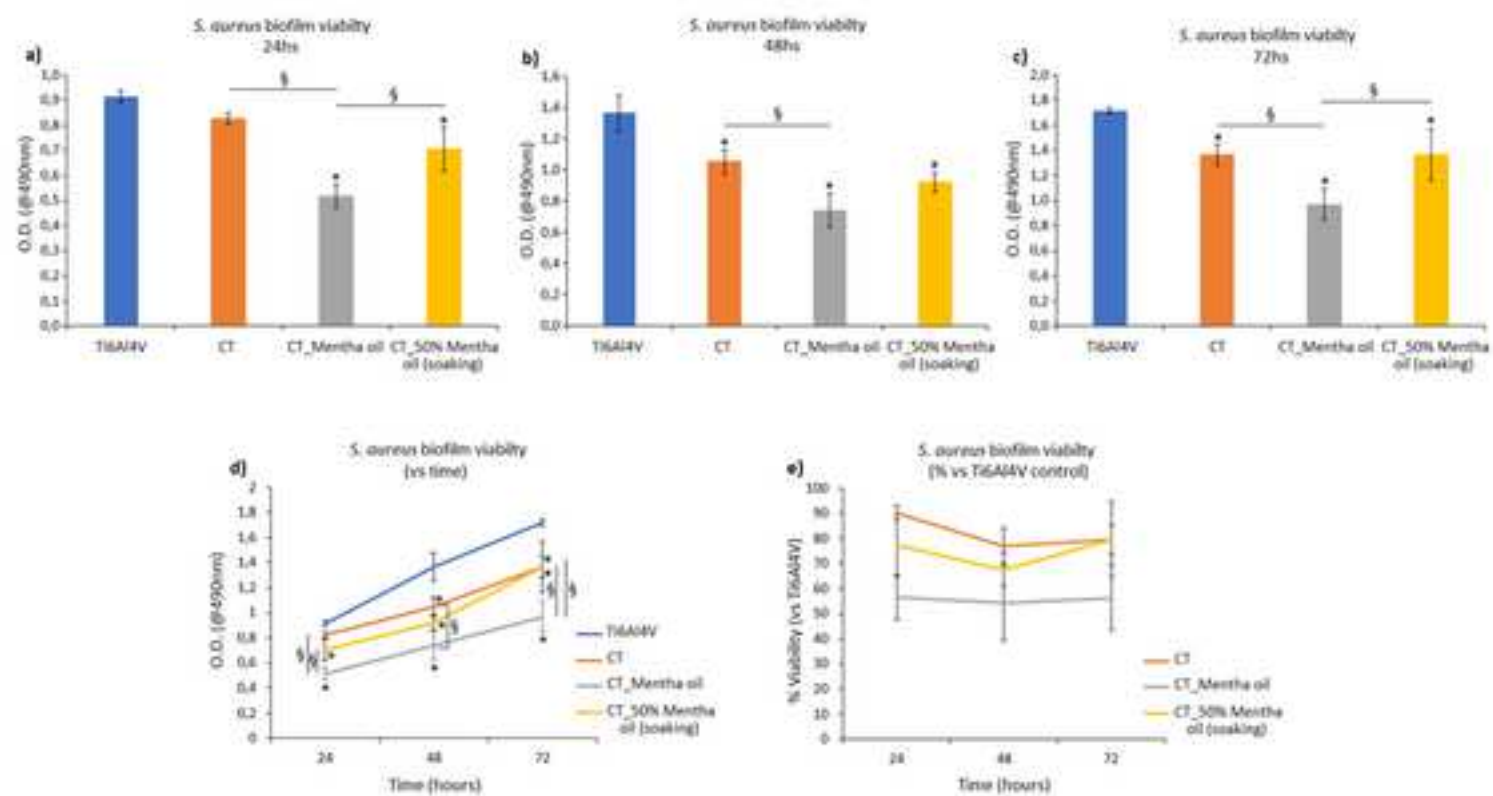 S. aureus biofilm viabilty
24hs
a)
1,0
0,9
0,8
0,7
0,6
0,5
0,4
0,3
0,2
0,1
0,0
O.D. (@490nm)
§
§
*
*
Ti6Al4V
CT
CT_Mentha oil
CT_50% Mentha
oil (soaking)
S. aureus biofilm viabilty
48hs
b)
1,6
1,4
1,2
1,0
0,8
0,6
0,4
0,2
0,0
O.D. (@490nm)
§
*
*
*
Ti6Al4V
CT
CT_Mentha oil
CT_50% Mentha
oil (soaking)
S. aureus biofilm viabilty
72hs
c)
2,0
1,8
1,6
1,4
1,2
1,0
0,8
0,6
0,4
0,2
0,0
O.D. (@490nm)
§
§
*
*
*
Ti6Al4V
CT
CT_Mentha oil
CT_50% Mentha
oil (soaking)
S. aureus biofilm viabilty
(vs time)
d)
2
1,8
1,6
1,4
1,2
1
0,8
0,6
0,4
0,2
0
O.D. (@490nm)
§
§
§
§
§
24
48
72
Time (hours)
Ti6Al4V
CT
CT_Mentha oil
CT_50% Mentha
oil (soaking)
S. aureus biofilm viabilty
(% vs Ti6Al4V control)
e)
100
90
80
70
60
50
40
30
20
10
0
% Viability (vs Ti6Al4V)
24
48
72
Time (hours)
CT
CT_Mentha oil
CT_50% Mentha
oil (soaking)